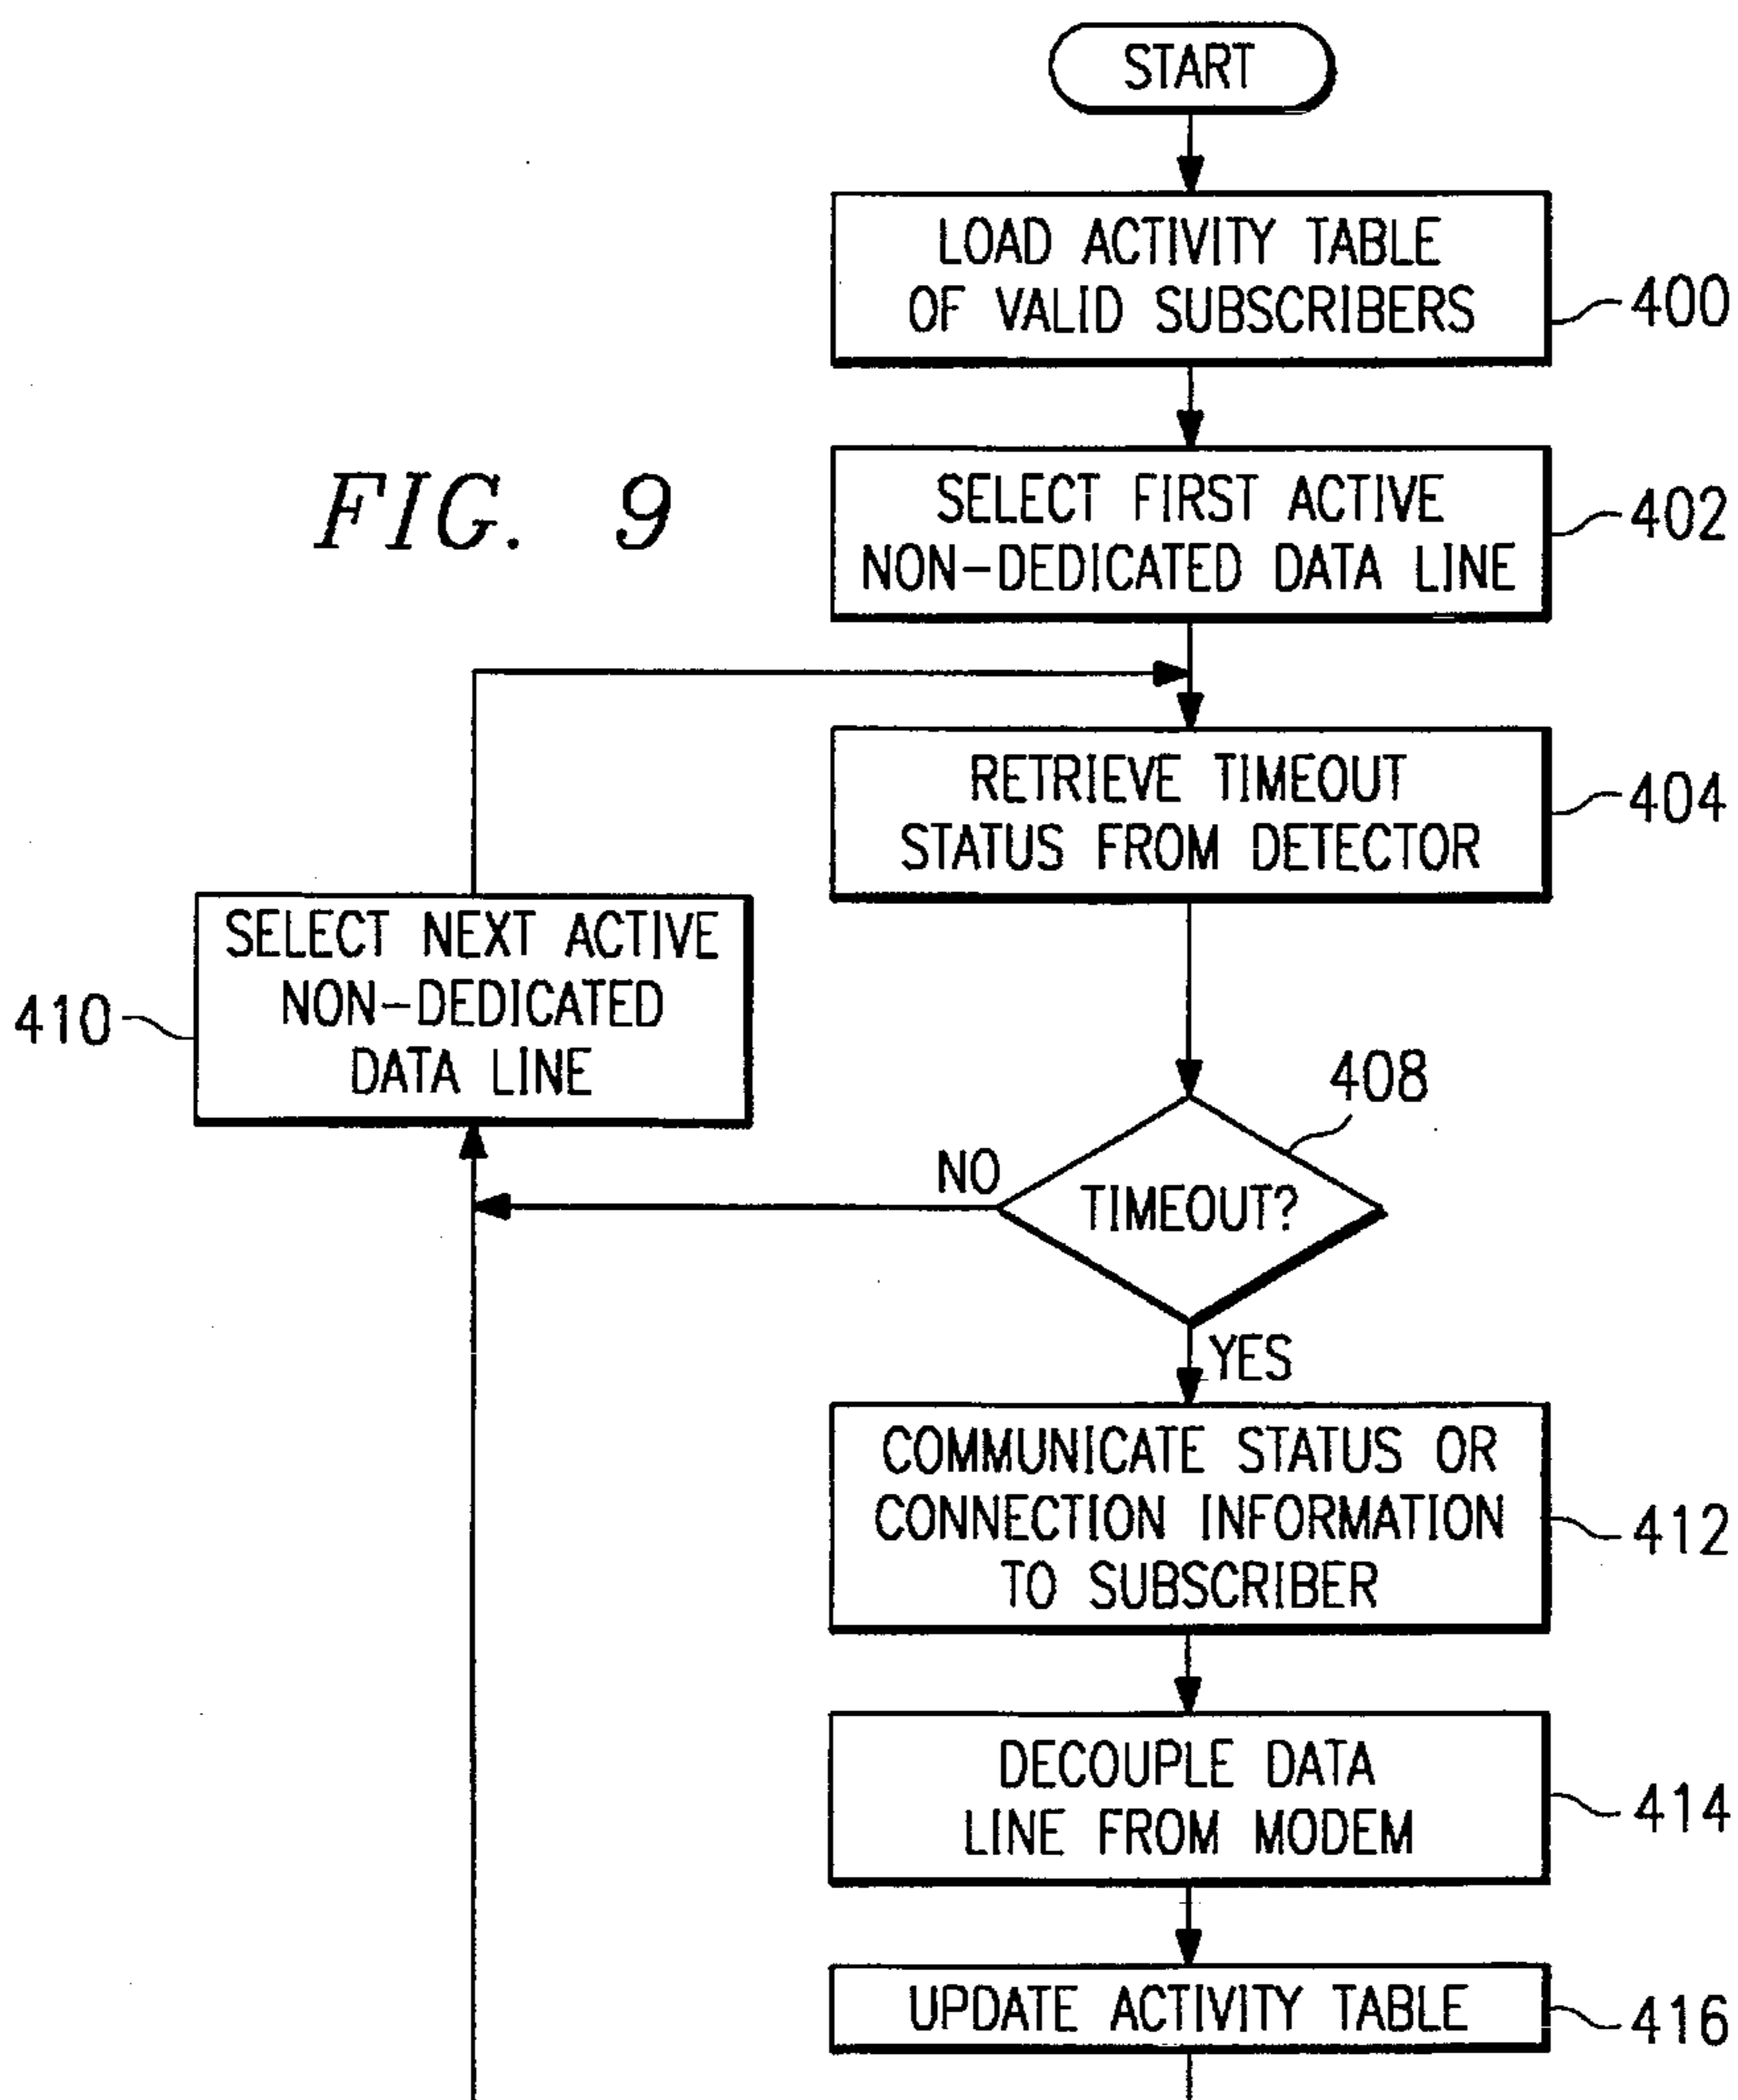 START
LOAD ACTIVITY TABLE
OF VALID SUBSCRIBERS
400
FIG. 9
SELECT FIRST ACTIVE
NON-DEDICATED DATA LINE
402
RETRIEVE TIMEOUT
STATUS FROM DETECTOR
404
SELECT NEXT ACTIVE
NON-DEDICATED
DATA LINE
410
408
NO
TIMEOUT?
YES
COMMUNICATE STATUS OR
CONNECTION INFORMATION
TO SUBSCRIBER
412
DECOUPLE DATA
LINE FROM MODEM
414
UPDATE ACTIVITY TABLE
416